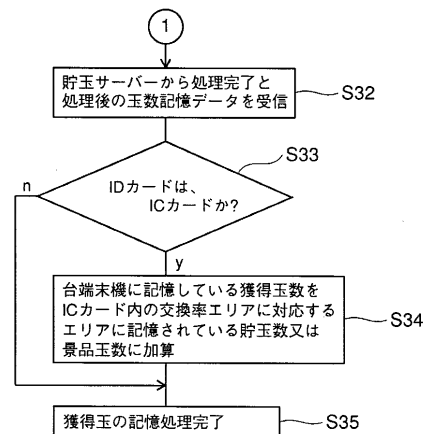 1
貯玉サーバーから処理完了と
処理後の玉数記憶データを受信
S32
S33
IDカードは、
ICカードか?
n
y
台端末機に記憶している獲得玉数を
ICカード内の交換率エリアに対応する
エリアに記憶されている貯玉数又は
景品玉数に加算
S34
獲得玉の記憶処理完了
S35